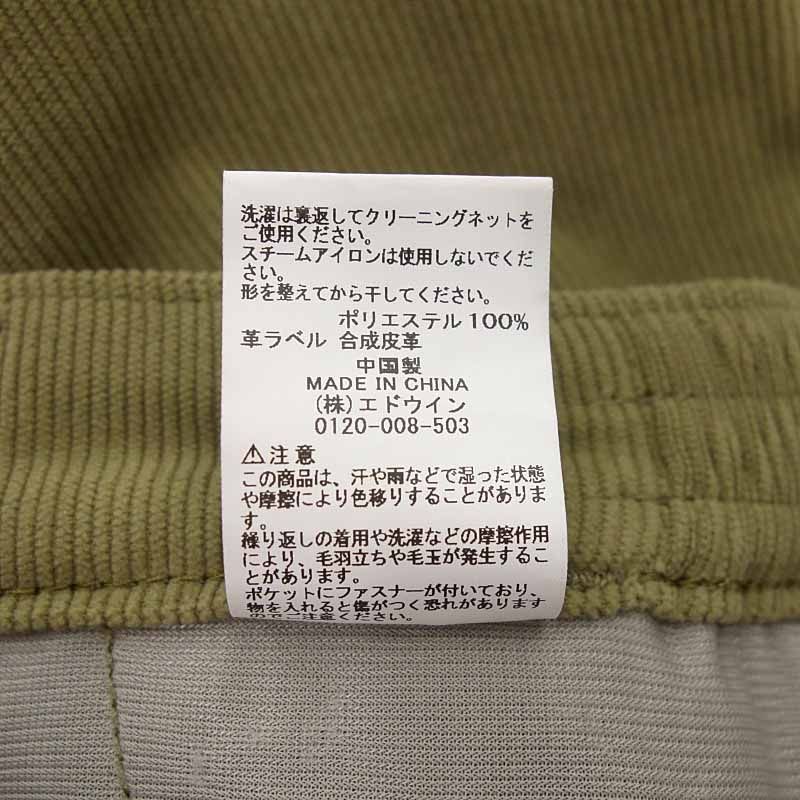 洗濯は裏返してクリーニングネットを
ご使用ください。
スチームアイロンは使用しないでくだ
さい。
形を整えてから干してください。
ポリエステル 100%
革ラベル 合成皮革
中国製
MADE IN CHINA
(株)エドウイン
0120-008-503
⚠注意
この商品は、汗や雨などで湿った状態
や摩擦により色移りすることがありま
す。
繰り返しの着用や洗濯などの摩擦作用
により、毛羽立ちや毛玉が発生するこ
とがあります。
ポケットにファスナーが付いており、
物を入れると傷がつく恐れがあります
のでご注意ください。